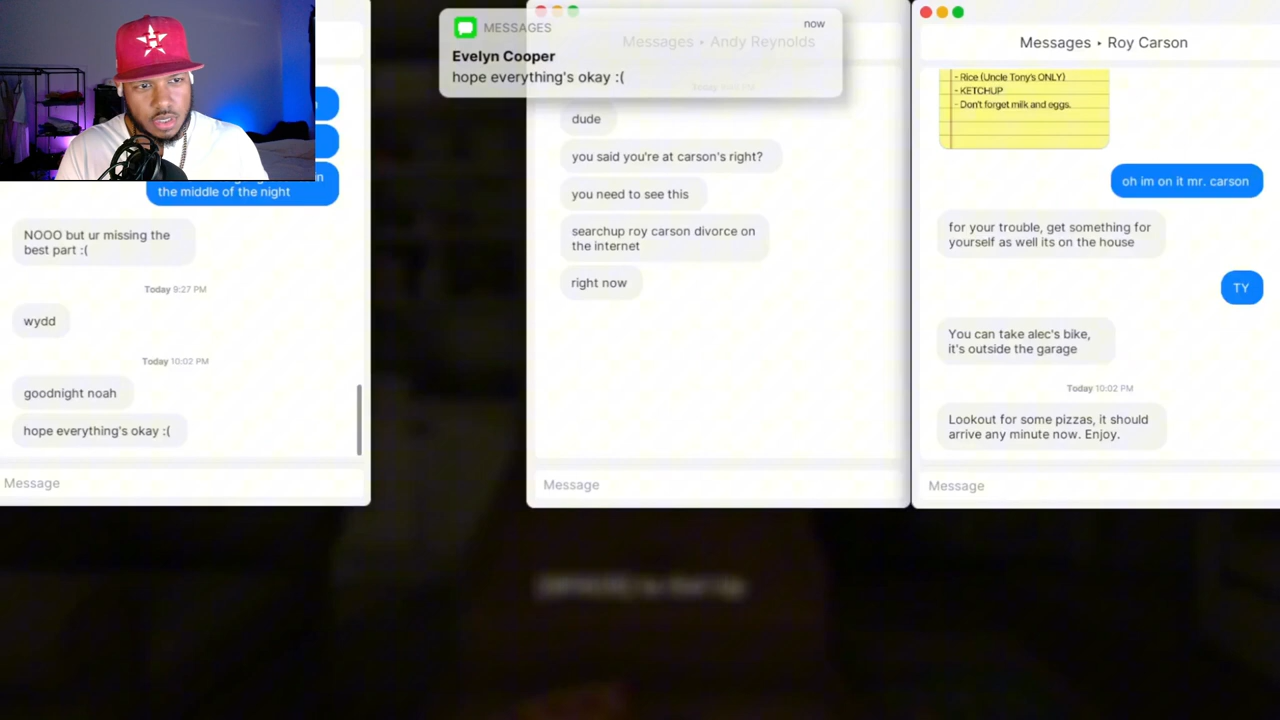 the middle of the night
NOOO but ur missing the
best part :(
Today 9:27 PM
wydd
Today 10:02 PM
goodnight noah
hope everything's okay :(
Message
MESSAGES
now
Evelyn Cooper
hope everything's okay :(
Messages ‣ Andy Reynolds
dude
you said you're at carson's right?
you need to see this
searchup roy carson divorce on
the internet
right now
Message
Messages ‣ Roy Carson
- Rice (Uncle Tony's ONLY)
- KETCHUP
- Don't forget milk and eggs.
oh im on it mr. carson
for your trouble, get something for
yourself as well its on the house
TY
You can take alec's bike,
it's outside the garage
Today 10:02 PM
Lookout for some pizzas, it should
arrive any minute now. Enjoy.
Message